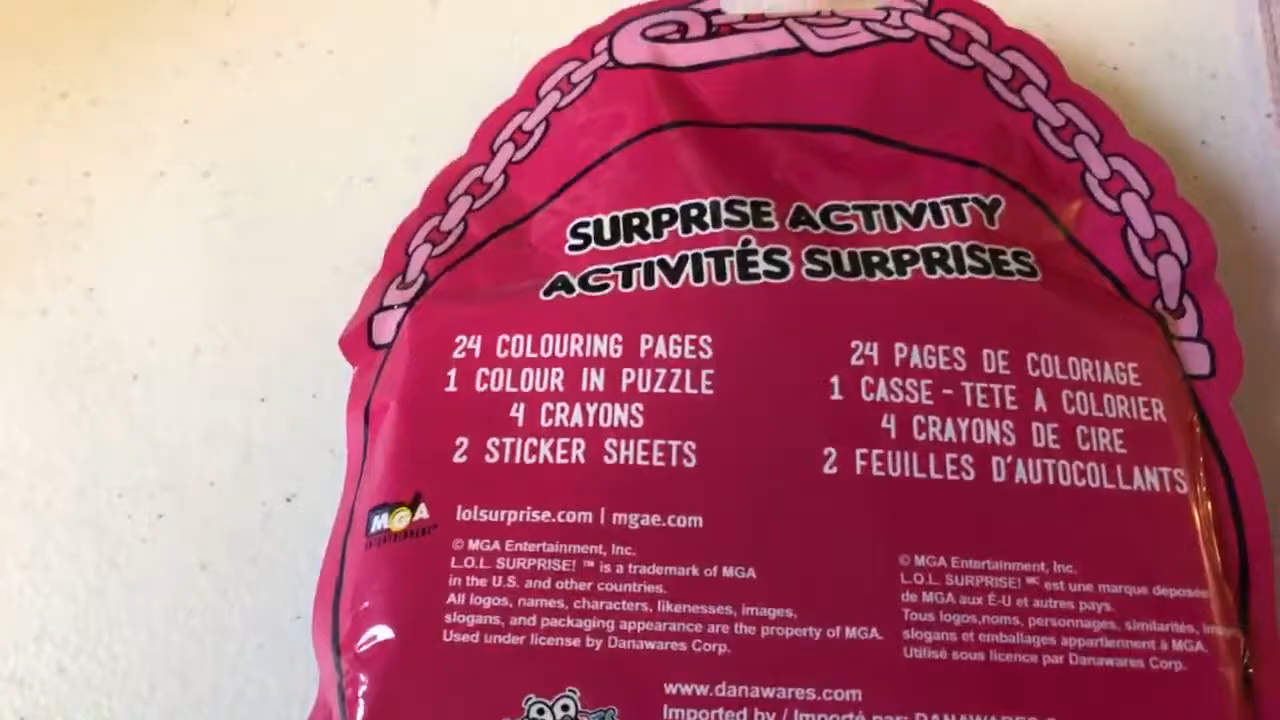 SURPRISE ACTIVITY
ACTIVITÉS SURPRISES
24 COLOURING PAGES
1 COLOUR IN PUZZLE
4 CRAYONS
2 STICKER SHEETS
24 PAGES DE COLORIAGE
1 CASSE-TETE A COLORIER
4 CRAYONS DE CIRE
2 FEUILLES D'AUTOCOLLANTS
MGA
ENTERTAINMENT
lolsurprise.com | mgae.com
© MGA Entertainment, Inc.
L.O.L. SURPRISE! ™ is a trademark of MGA
in the U.S. and other countries.
All logos, names, characters, likenesses, images,
slogans, and packaging appearance are the property of MGA.
Used under license by Danawares Corp.
© MGA Entertainment, Inc.
L.O.L. SURPRISE! MC est une marque déposée
de MGA aux É-U et autres pays.
Tous logos,noms, personnages, similarités,
slogans et emballages appartiennent à MGA.
Utilisé sous licence par Danawares Corp.
www.danawares.com
Imported by / Importé par: DANAWARES